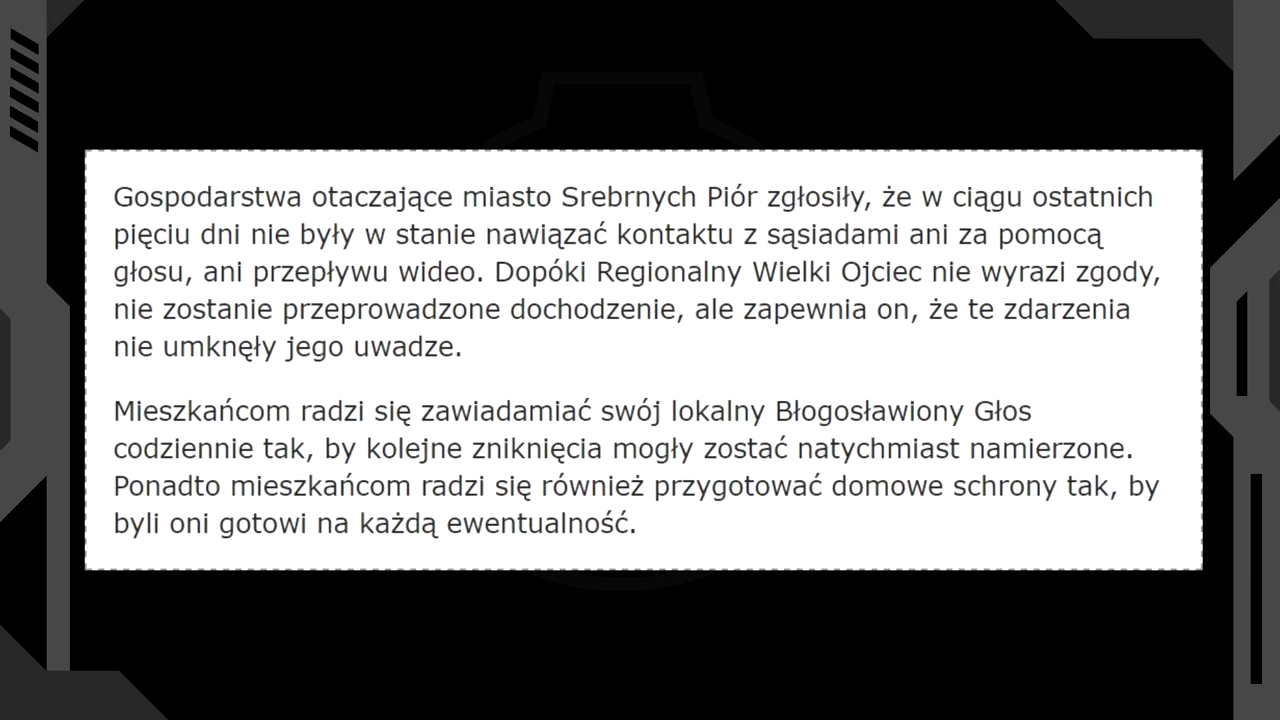 Gospodarstwa otaczające miasto Srebrnych Piór zgłosiły, że w ciągu ostatnich
pięciu dni nie były w stanie nawiązać kontaktu z sąsiadami ani za pomocą
głosu, ani przepływu wideo. Dopóki Regionalny Wielki Ojciec nie wyrazi zgody,
nie zostanie przeprowadzone dochodzenie, ale zapewnia on, że te zdarzenia
nie umknęły jego uwadze.
Mieszkańcom radzi się zawiadamiać swój lokalny Błogosławiony Głos
codziennie tak, by kolejne zniknięcia mogły zostać natychmiast namierzone.
Ponadto mieszkańcom radzi się również przygotować domowe schrony tak, by
byli oni gotowi na każdą ewentualność.